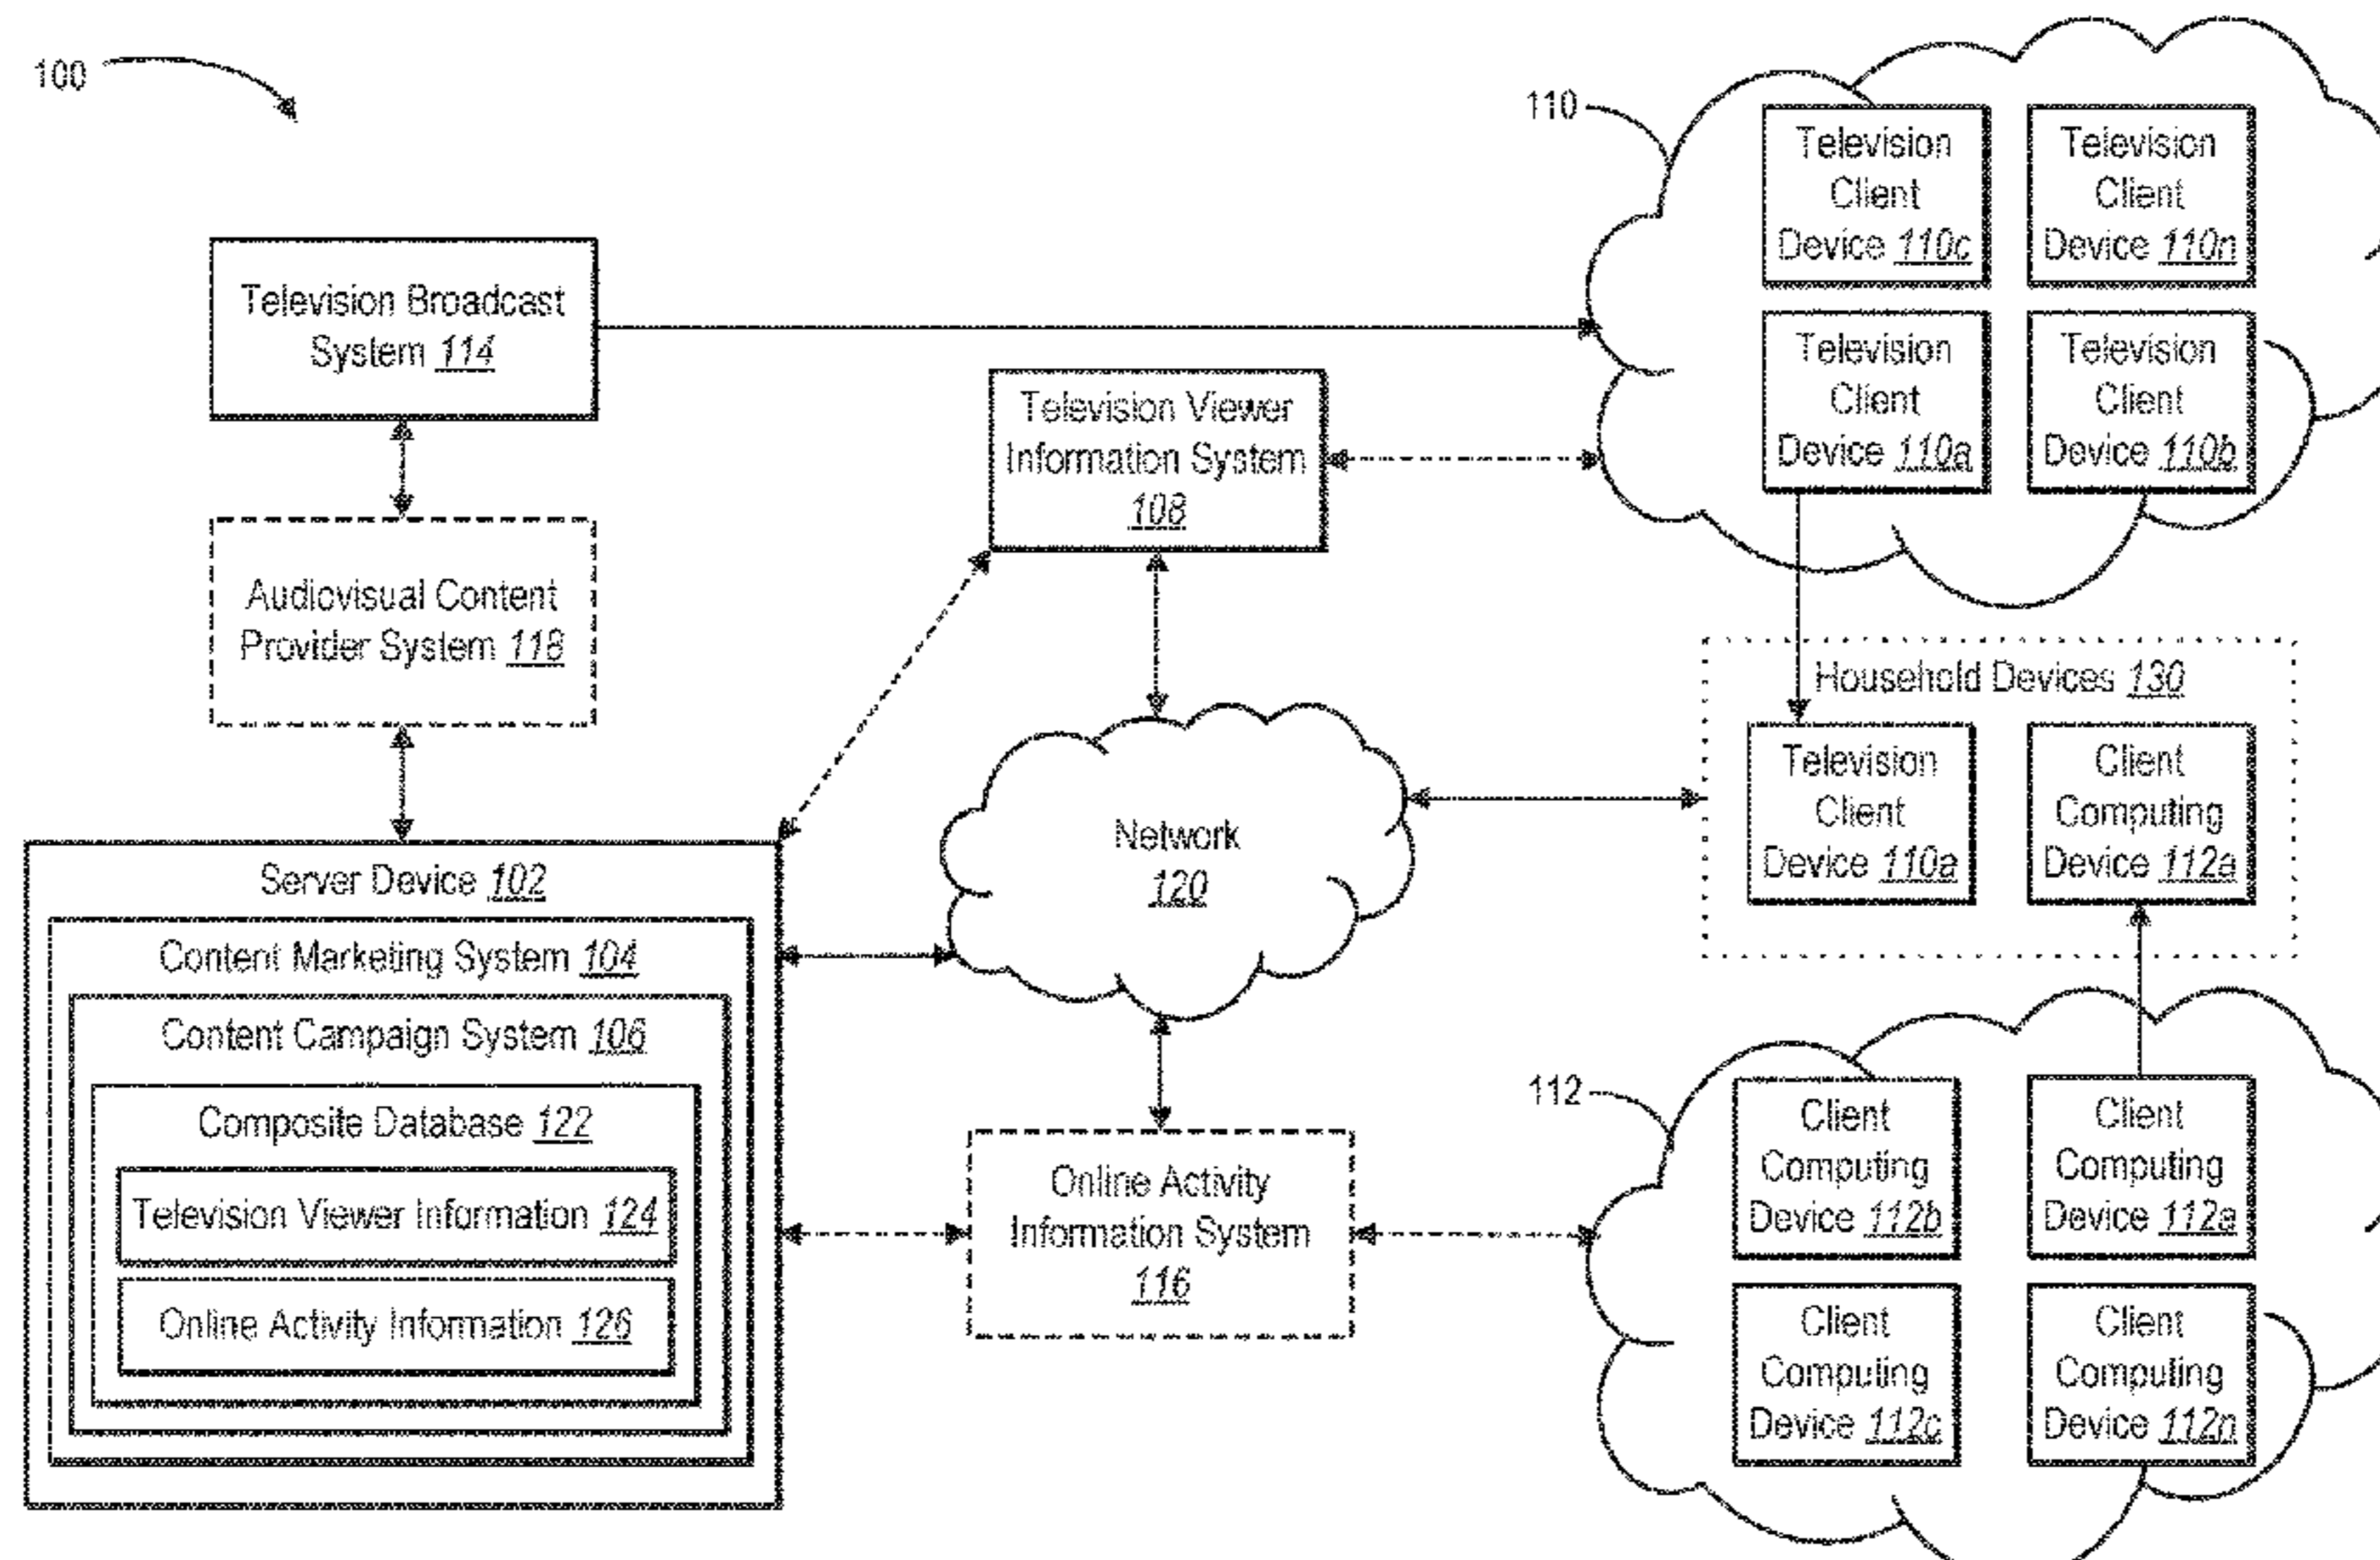 100
110
Television
Client
Device 110c
Television
Client
Device 110n
Television Broadcast
System 114
Television
Client
Device 110a
Television
Client
Device 110b
Television Viewer
Information System
108
Audiovisual Content
Provider System 118
Household Devices 130
Television
Client
Device 110a
Client
Computing
Device 112a
Network
120
Server Device 102
Content Marketing System 104
Content Campaign System 106
Composite Database 122
Television Viewer Information 124
Online Activity Information 126
Online Activity
Information System
116
112
Client
Computing
Device 112b
Client
Computing
Device 112a
Client
Computing
Device 112c
Client
Computing
Device 112n